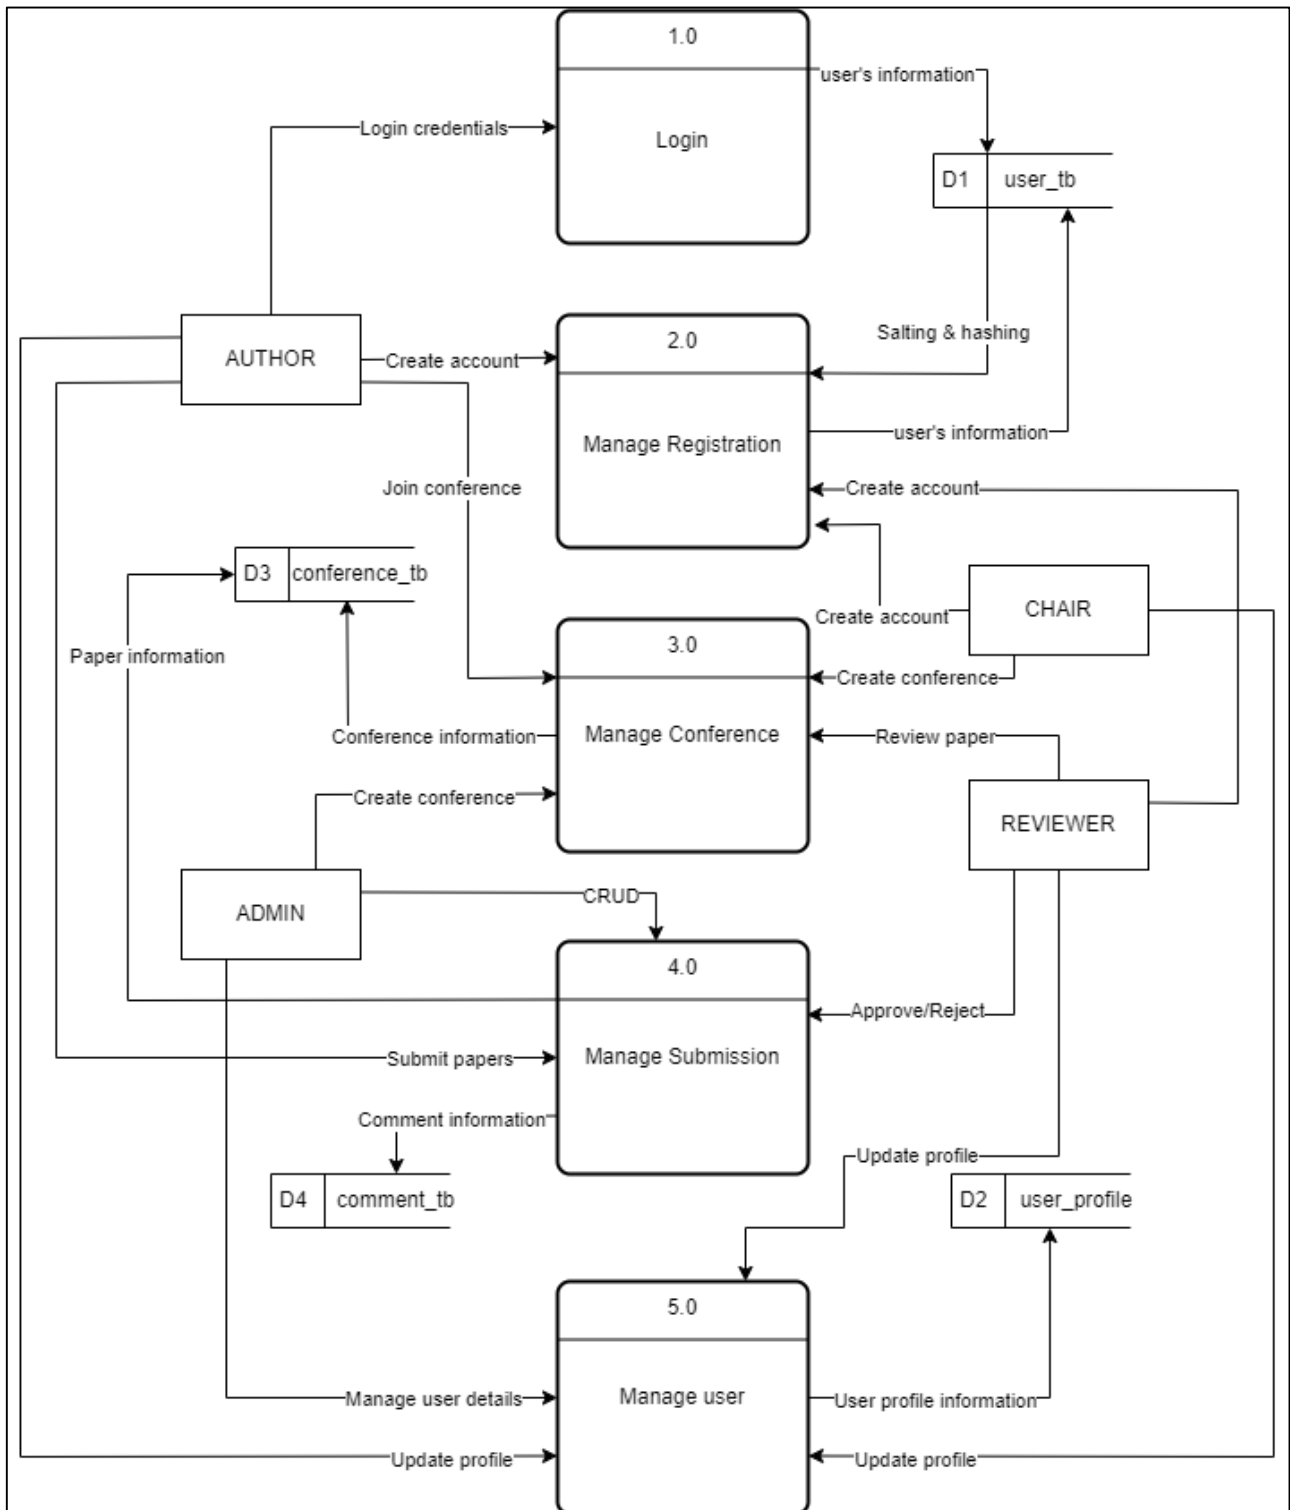 1.0
user's information
Login credentials
Login
D1 user_tb
2.0
Salting & hashing
AUTHOR
Create account
user's information
Manage Registration
Join conference
Create account
D3 conference_tb
CHAIR
Create account
3.0
Paper information
Create conference
Conference information
Manage Conference
Review paper
Create conference
REVIEWER
CRUD
ADMIN
4.0
Approve/Reject
Submit papers
Manage Submission
Comment information
Update profile
D4 comment_tb
D2 user_profile
5.0
Manage user details
Manage user
User profile information
Update profile
Update profile